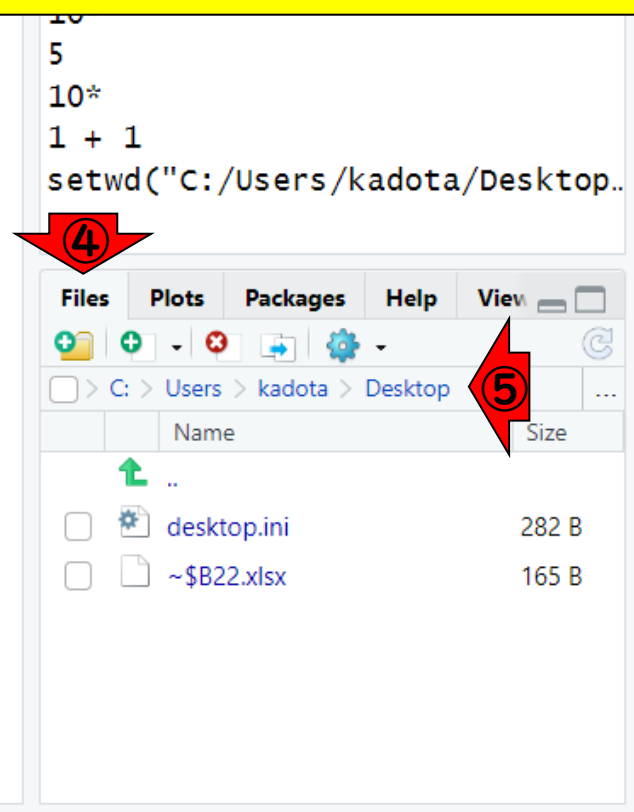 10
5
10*
1 + 1
setwd("C:/Users/kadota/Desktop…
④
Files Plots Packages Help View
C: > Users > kadota > Desktop ⑤ ...
Name Size
..
desktop.ini 282 B
~$B22.xlsx 165 B